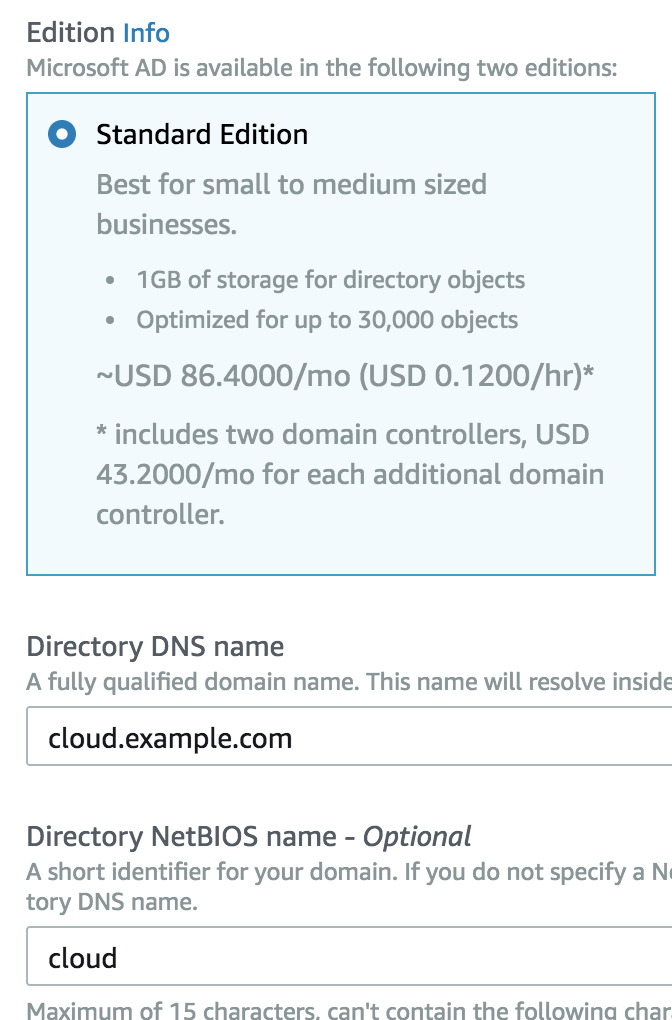 Edition Info
Microsoft AD is available in the following two editions:
Standard Edition
Best for small to medium sized
businesses.
• 1GB of storage for directory objects
• Optimized for up to 30,000 objects
~USD 86.4000/mo (USD 0.1200/hr)*
* includes two domain controllers, USD
43.2000/mo for each additional domain
controller.
Directory DNS name
A fully qualified domain name. This name will resolve inside
cloud.example.com
Directory NetBIOS name - Optional
A short identifier for your domain. If you do not specify a Ne
tory DNS name.
cloud
Maximum of 15 characters, can't contain the following char